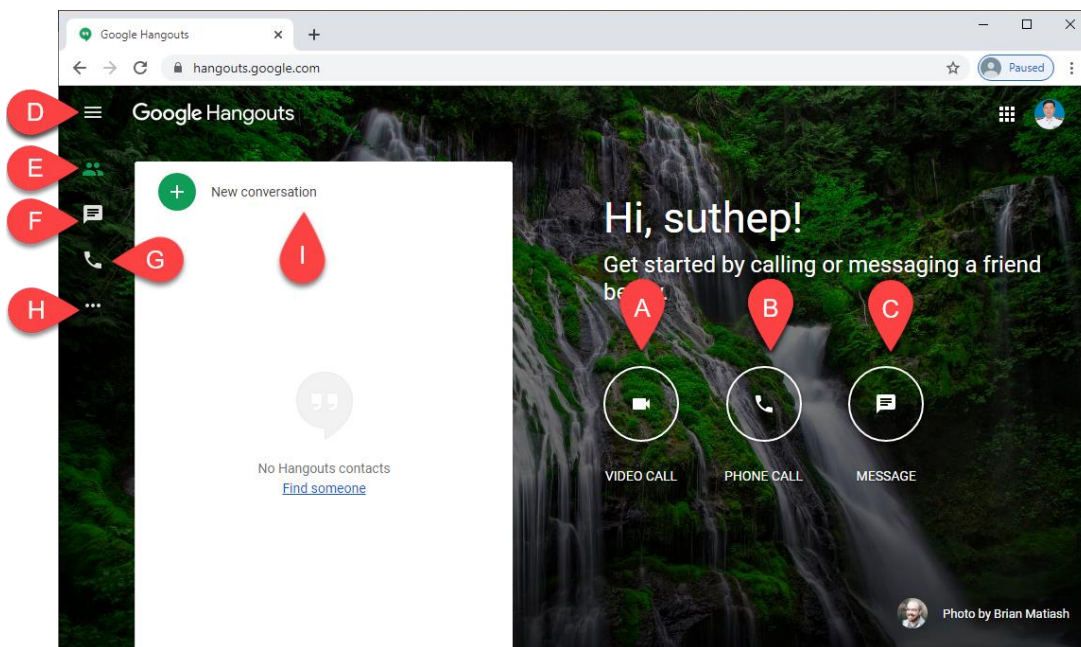 Google Hangouts
hangouts.google.com
Paused
D
Google Hangouts
E
New conversation
F
G
I
H
Hi, suthep!
Get started by calling or messaging a friend
A
B
C
VIDEO CALL
PHONE CALL
MESSAGE
No Hangouts contacts
Find someone
Photo by Brian Matiash